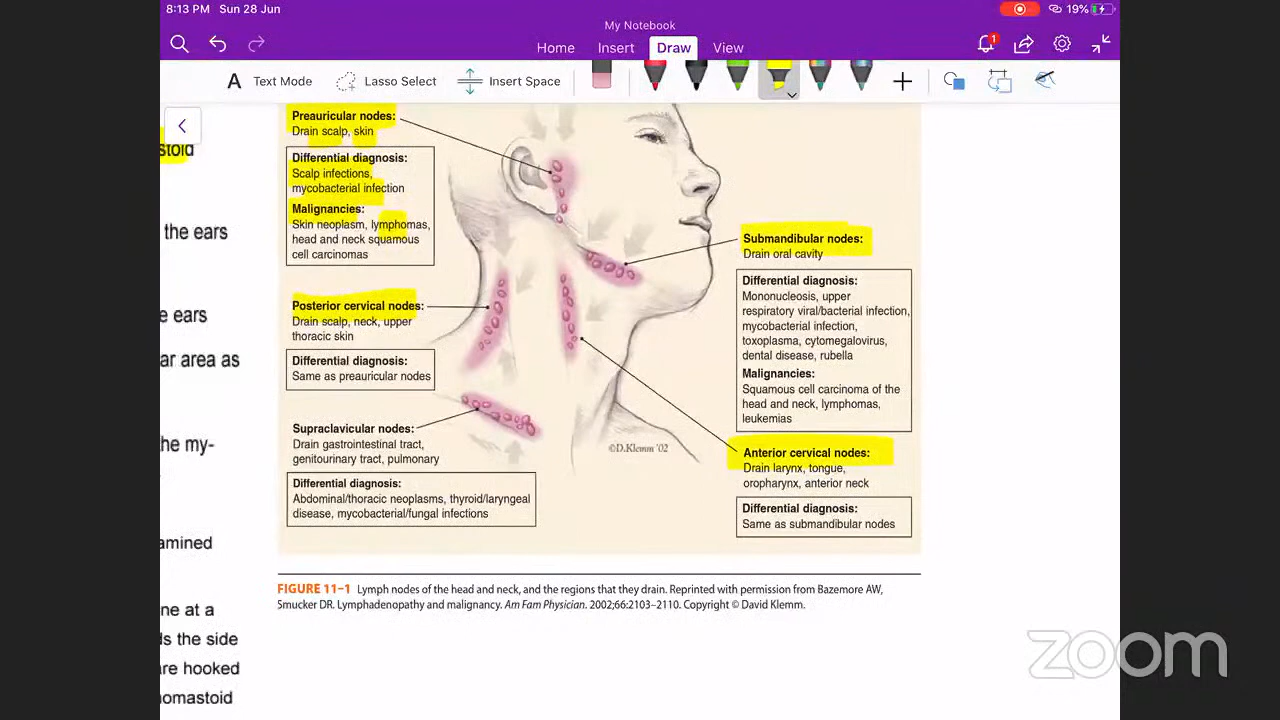 8:13 PM Sun 28 Jun
19%
My Notebook
Home Insert Draw View
1
A Text Mode Lasso Select Insert Space
stoid
the ears
e ears
ar area as
the my-
amined
ne at a
ds the side
are hooked
nomastoid
Preauricular nodes:
Drain scalp, skin
Differential diagnosis:
Scalp infections,
mycobacterial infection
Malignancies:
Skin neoplasm, lymphomas,
head and neck squamous
cell carcinomas
Posterior cervical nodes:
Drain scalp, neck, upper
thoracic skin
Differential diagnosis:
Same as preauricular nodes
Supraclavicular nodes:
Drain gastrointestinal tract,
genitourinary tract, pulmonary
Differential diagnosis:
Abdominal/thoracic neoplasms, thyroid/laryngeal
disease, mycobacterial/fungal infections
Submandibular nodes:
Drain oral cavity
Differential diagnosis:
Mononucleosis, upper
respiratory viral/bacterial infection,
mycobacterial infection,
toxoplasma, cytomegalovirus,
dental disease, rubella
Malignancies:
Squamous cell carcinoma of the
head and neck, lymphomas,
leukemias
Anterior cervical nodes:
Drain larynx, tongue,
oropharynx, anterior neck
Differential diagnosis:
Same as submandibular nodes
©D.Klemm '02
FIGURE 11–1 Lymph nodes of the head and neck, and the regions that they drain. Reprinted with permission from Bazemore AW,
Smucker DR. Lymphadenopathy and malignancy. Am Fam Physician. 2002;66:2103–2110. Copyright © David Klemm.
zoom